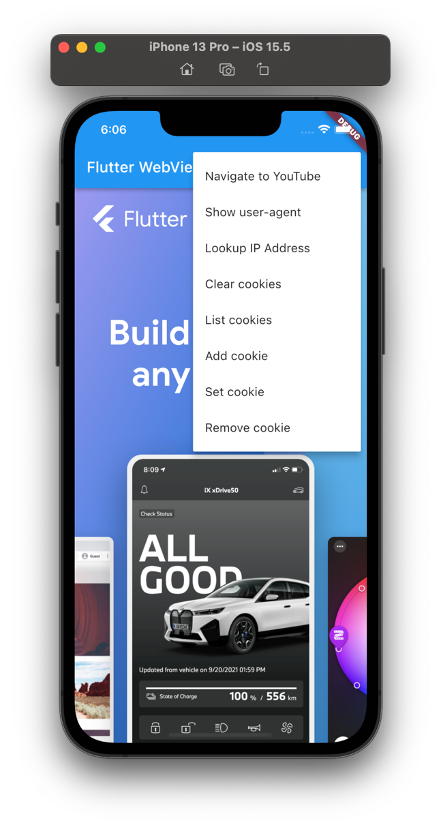 iPhone 13 Pro – iOS 15.5
6:06
DEBUG
Flutter WebVie
Navigate to YouTube
Show user-agent
Lookup IP Address
Clear cookies
List cookies
Add cookie
Set cookie
Remove cookie
Flutter
Build
any
8:09
iX xDrive50
Check Status
ALL
GOOD
Updated from vehicle on 9/20/2021 01:59 PM
State of Charge
100 % / 556 km
Guest